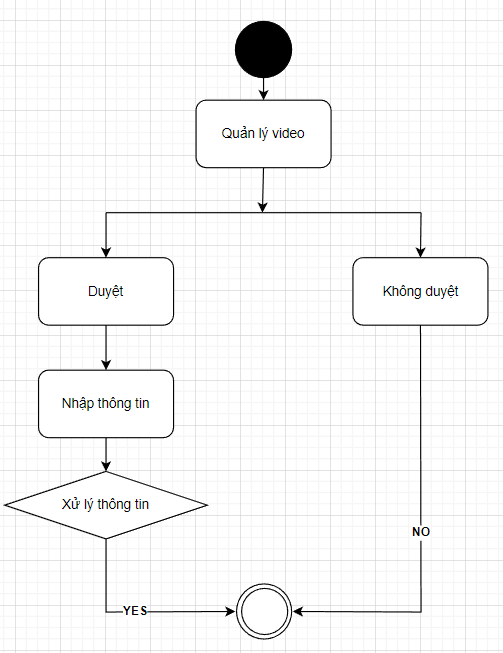 Quản lý video
Duyệt
Không duyệt
Nhập thông tin
Xử lý thông tin
NO
YES